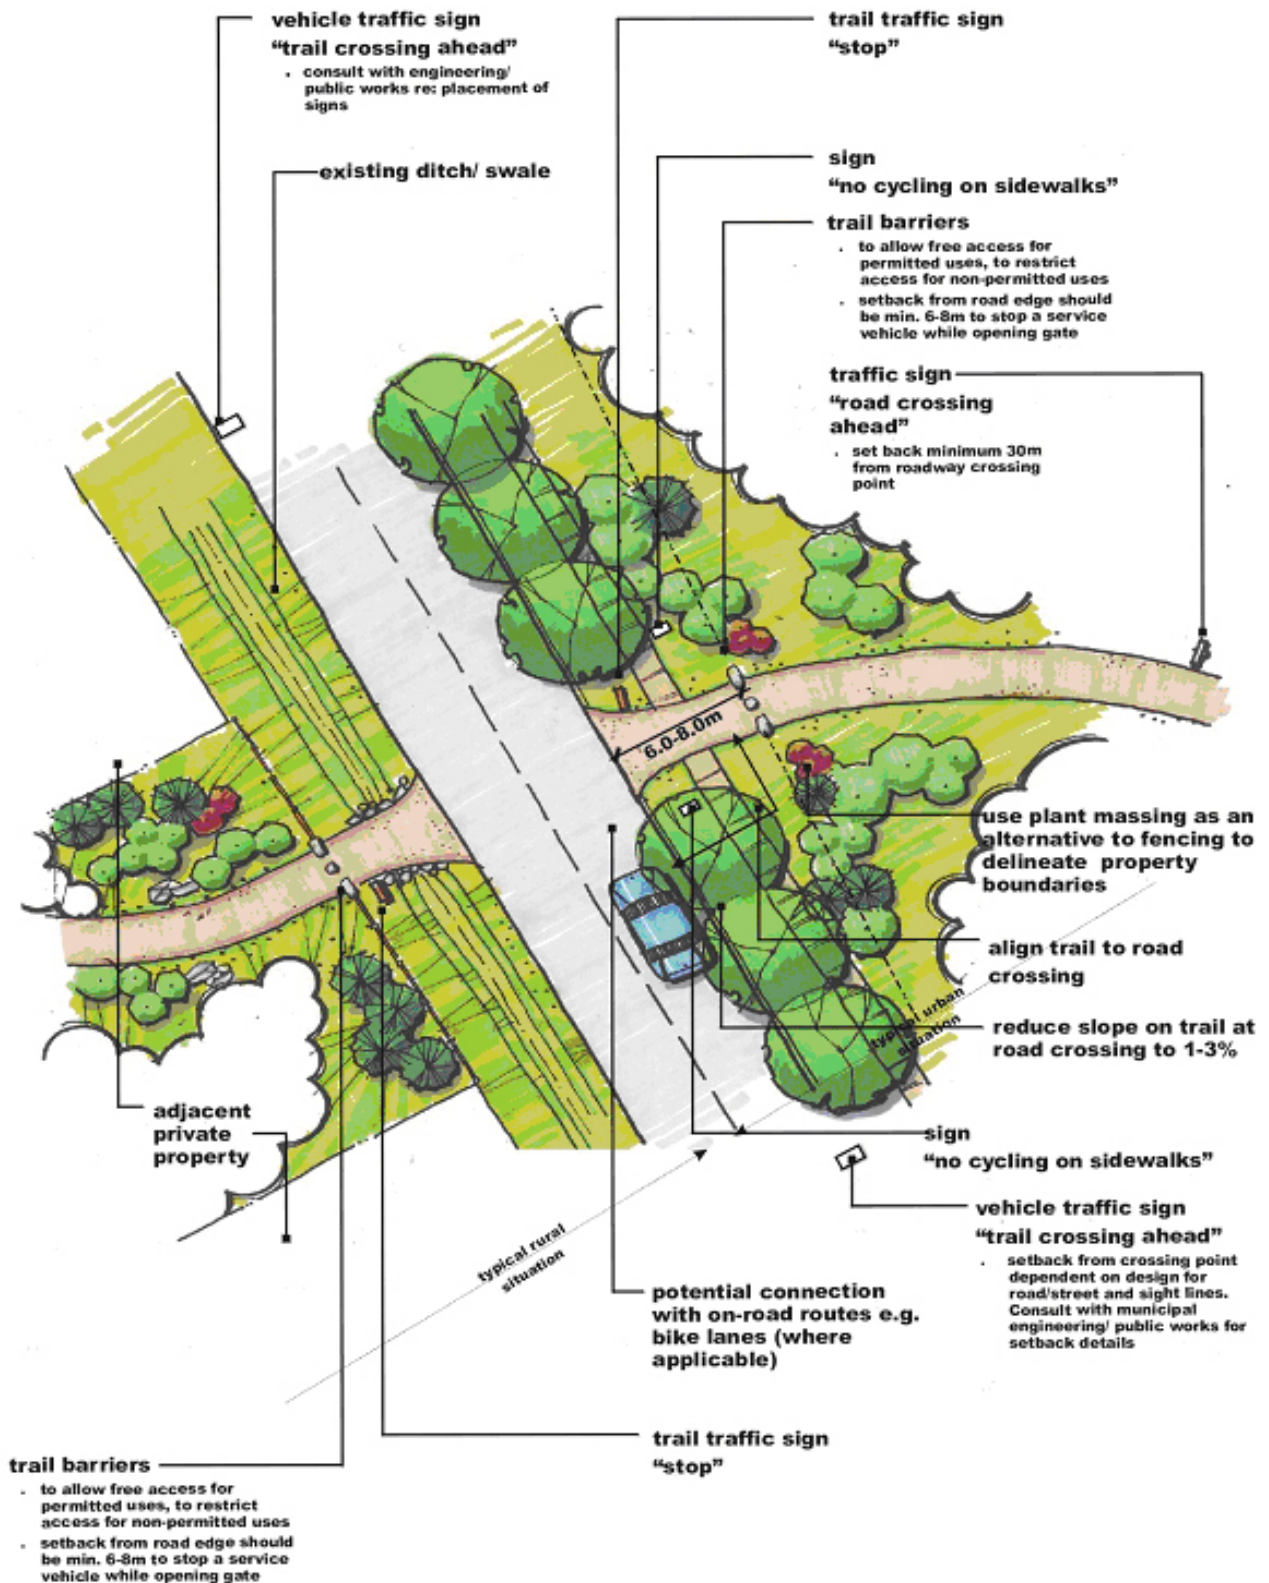 vehicle traffic sign
“trail crossing ahead”
. consult with engineering/
public works re: placement of
signs
existing ditch/ swale
trail traffic sign
“stop”
sign
“no cycling on sidewalks”
trail barriers
. to allow free access for
permitted uses, to restrict
access for non-permitted uses
. setback from road edge should
be min. 6-8m to stop a service
vehicle while opening gate
traffic sign
“road crossing
ahead”
. set back minimum 30m
from roadway crossing
point
6.0-8.0m
use plant massing as an
alternative to fencing to
delineate property
boundaries
align trail to road
crossing
typical urban
situation
reduce slope on trail at
road crossing to 1-3%
adjacent
private
property
sign
“no cycling on sidewalks”
vehicle traffic sign
“trail crossing ahead”
. setback from crossing point
dependent on design for
road/street and sight lines.
Consult with municipal
engineering/ public works for
setback details
typical rural
situation
potential connection
with on-road routes e.g.
bike lanes (where
applicable)
trail traffic sign
“stop”
trail barriers
. to allow free access for
permitted uses, to restrict
access for non-permitted uses
. setback from road edge should
be min. 6-8m to stop a service
vehicle while opening gate